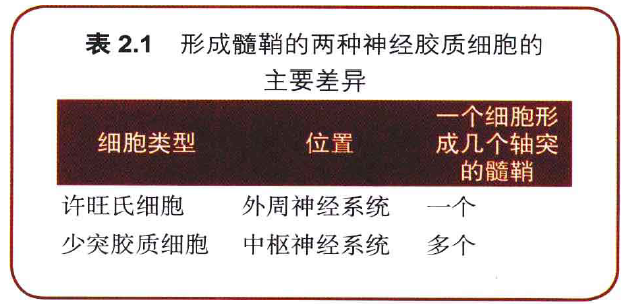 表 2.1 形成髓鞘的两种神经胶质细胞的
主要差异
细胞类型 位置 一个细胞形
成几个轴突
的髓鞘
许旺氏细胞 外周神经系统 一个
少突胶质细胞 中枢神经系统 多个